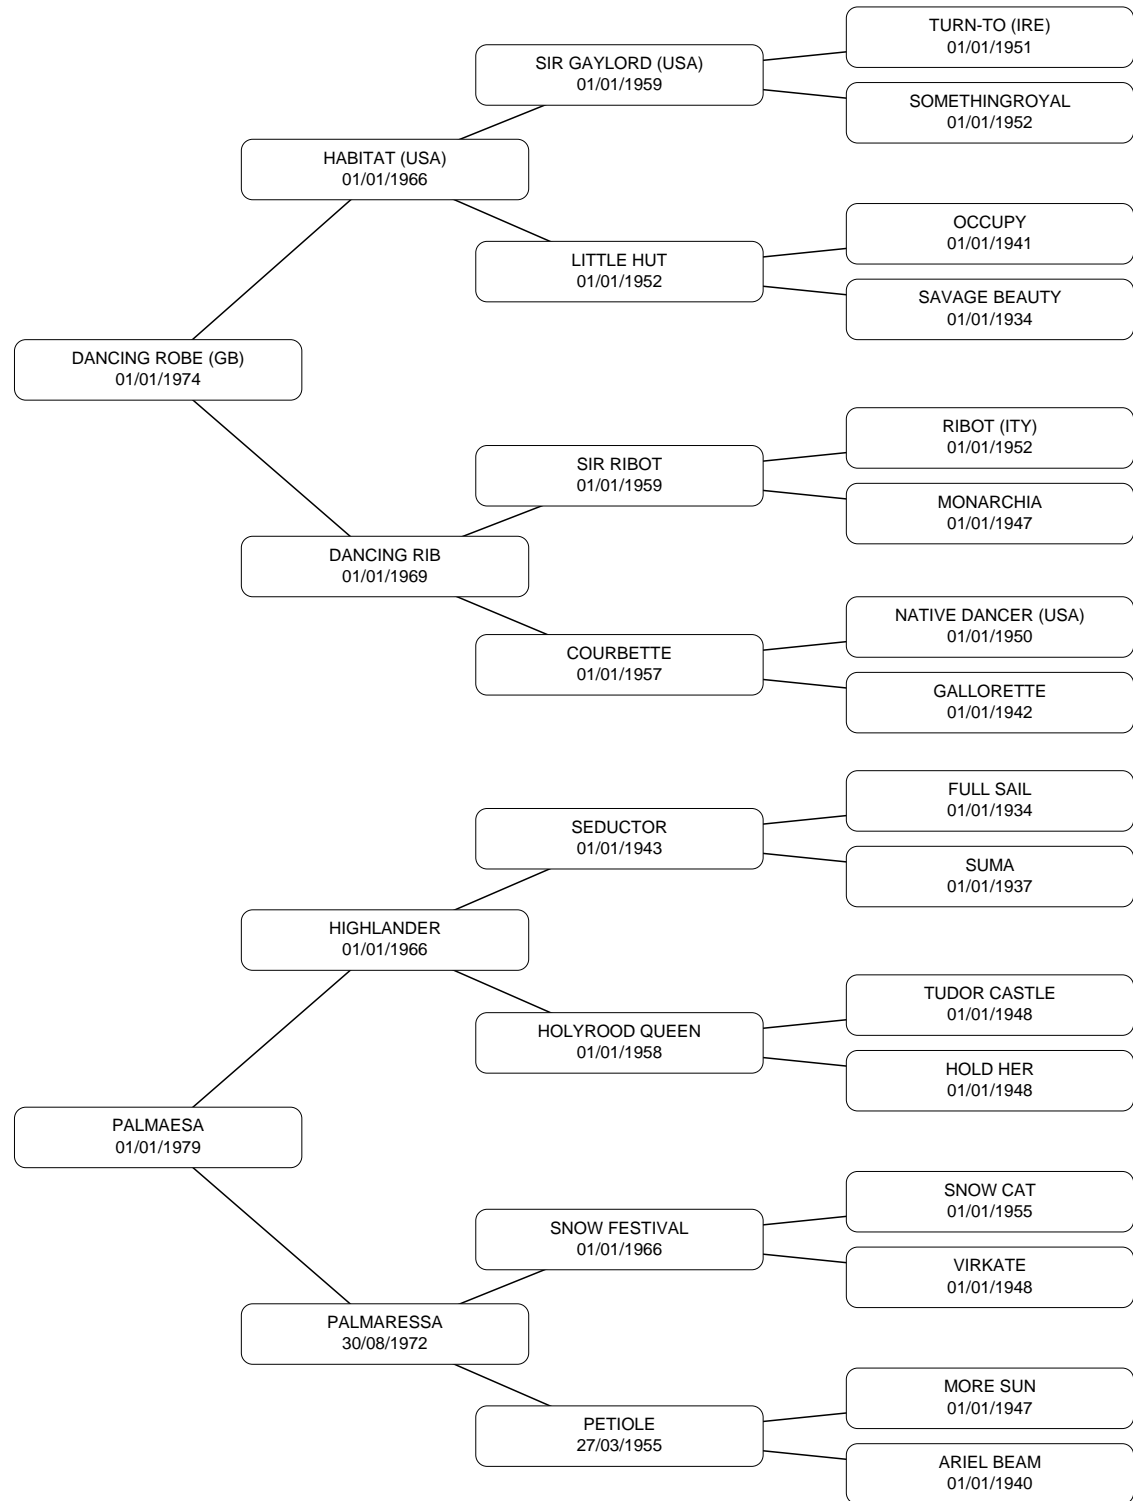 TURN-TO (IRE)
01/01/1951
SIR GAYLORD (USA)
01/01/1959
SOMETHINGROYAL
01/01/1952
HABITAT (USA)
01/01/1966
OCCUPY
01/01/1941
LITTLE HUT
01/01/1952
SAVAGE BEAUTY
01/01/1934
DANCING ROBE (GB)
01/01/1974
RIBOT (ITY)
01/01/1952
SIR RIBOT
01/01/1959
MONARCHIA
01/01/1947
DANCING RIB
01/01/1969
NATIVE DANCER (USA)
01/01/1950
COURBETTE
01/01/1957
GALLORETTE
01/01/1942
FULL SAIL
01/01/1934
SEDUCTOR
01/01/1943
SUMA
01/01/1937
HIGHLANDER
01/01/1966
TUDOR CASTLE
01/01/1948
HOLYROOD QUEEN
01/01/1958
HOLD HER
01/01/1948
PALMAESA
01/01/1979
SNOW CAT
01/01/1955
SNOW FESTIVAL
01/01/1966
VIRKATE
01/01/1948
PALMARESSA
30/08/1972
MORE SUN
01/01/1947
PETIOLE
27/03/1955
ARIEL BEAM
01/01/1940